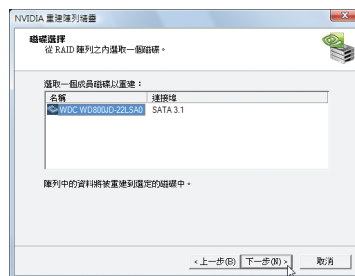 NVIDIA 重建陣列精靈
磁碟選擇
從 RAID 陣列之內選取一個磁碟。
選取一個成員磁碟以重建：
名稱 連接埠
WDC WD800JD-22LSA0 SATA 3.1
陣列中的資料將被重建到選定的磁碟中。
<上一步(B) 下一步(N)> 取消